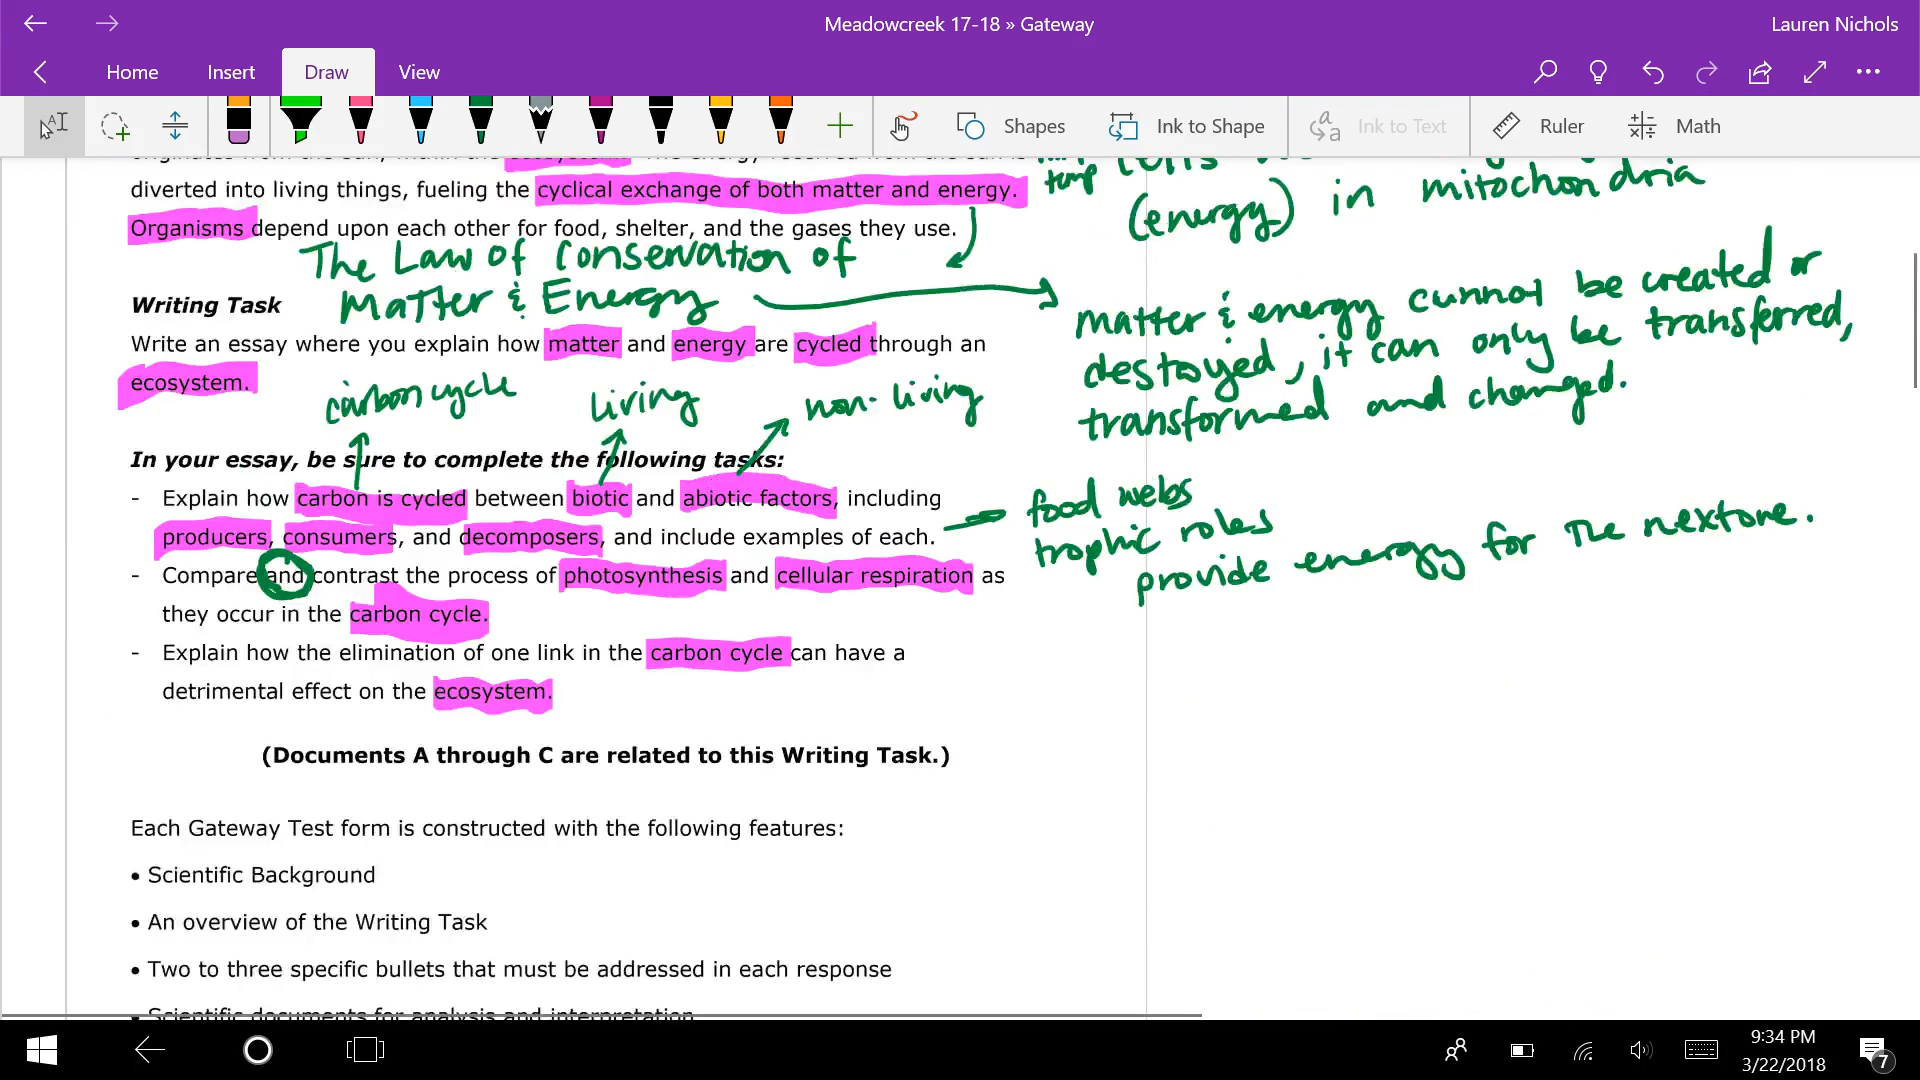 Meadowcreek 17-18 » Gateway
Lauren Nichols
Home Insert Draw View
Shapes Ink to Shape Ink to Text Ruler Math
diverted into living things, fueling the cyclical exchange of both matter and energy.
temp
(energy) in mitochondria
Organisms depend upon each other for food, shelter, and the gases they use.
The Law of Conservation of
Matter & Energy
matter & energy cannot be created or
destoyed, it can only be transferred,
transformed and changed.
Writing Task
Write an essay where you explain how matter and energy are cycled through an
ecosystem.
carbon cycle living non-living
In your essay, be sure to complete the following tasks:
- Explain how carbon is cycled between biotic and abiotic factors, including
producers, consumers, and decomposers, and include examples of each.
food webs
trophic roles
provide energy for the next one.
- Compare and contrast the process of photosynthesis and cellular respiration as
they occur in the carbon cycle.
- Explain how the elimination of one link in the carbon cycle can have a
detrimental effect on the ecosystem.
(Documents A through C are related to this Writing Task.)
Each Gateway Test form is constructed with the following features:
• Scientific Background
• An overview of the Writing Task
• Two to three specific bullets that must be addressed in each response
• Scientific documents for analysis and interpretation
9:34 PM
3/22/2018
7